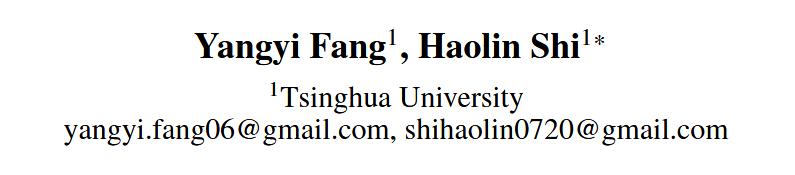 Yangyi Fang¹, Haolin Shi¹*
¹Tsinghua University
yangyi.fang06@gmail.com, shihaolin0720@gmail.com